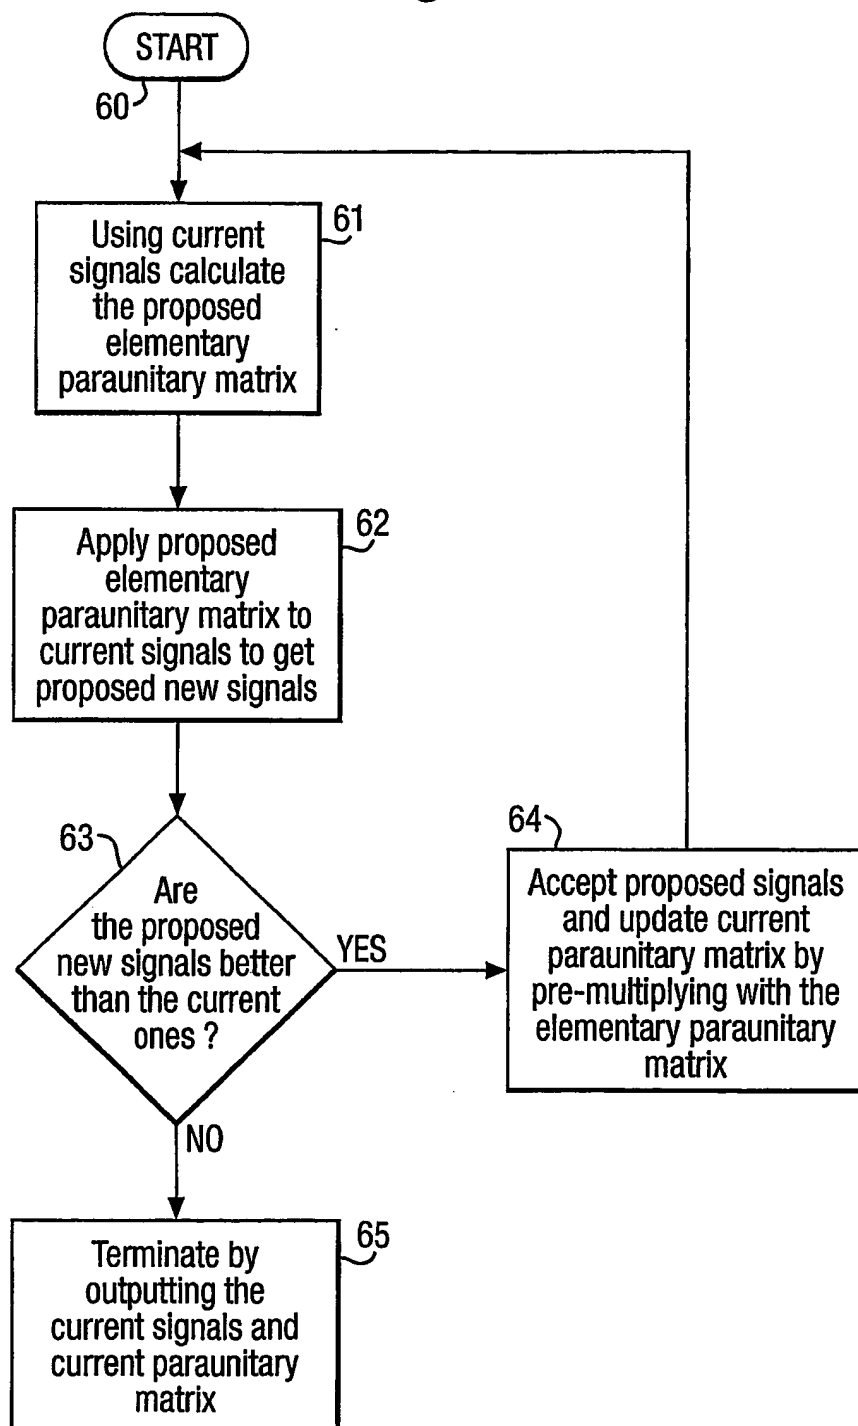 START
60
61
Using current
signals calculate
the proposed
elementary
paraunitary matrix
62
Apply proposed
elementary
paraunitary matrix to
current signals to get
proposed new signals
63
Are
the proposed
new signals better
than the current
ones ?
YES
64
Accept proposed signals
and update current
paraunitary matrix by
pre-multiplying with the
elementary paraunitary
matrix
NO
65
Terminate by
outputting the
current signals and
current paraunitary
matrix